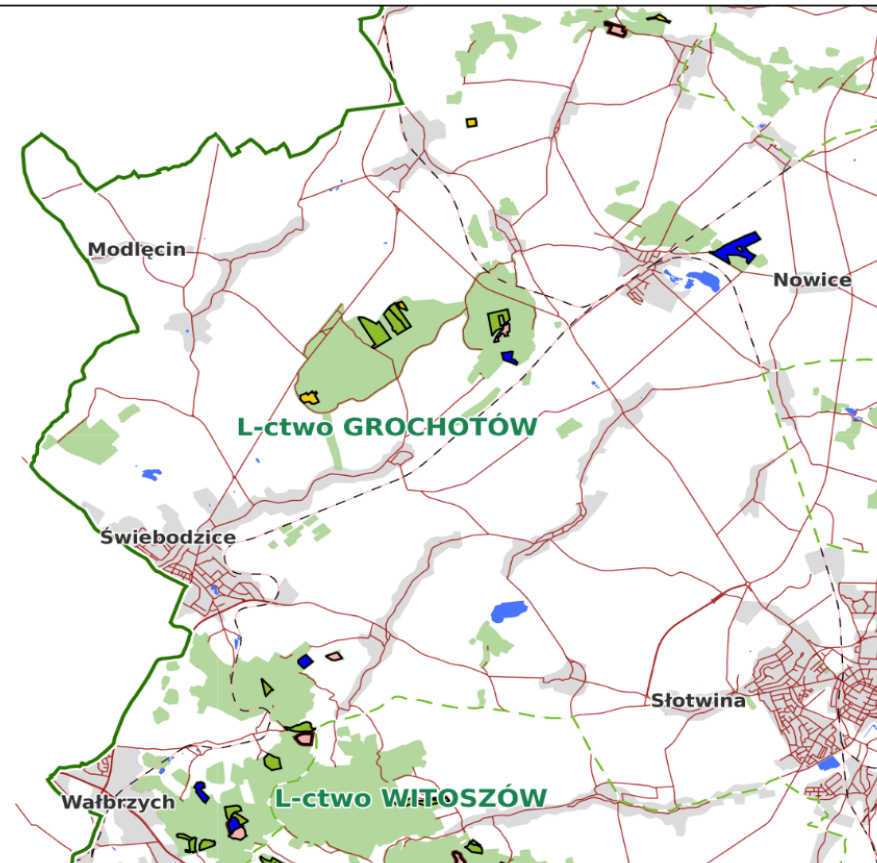 Modlęcin
Nowice
L-ctwo GROCHOTÓW
Świebodzice
Słotwina
Wałbrzych
L-ctwo WITOSZÓW